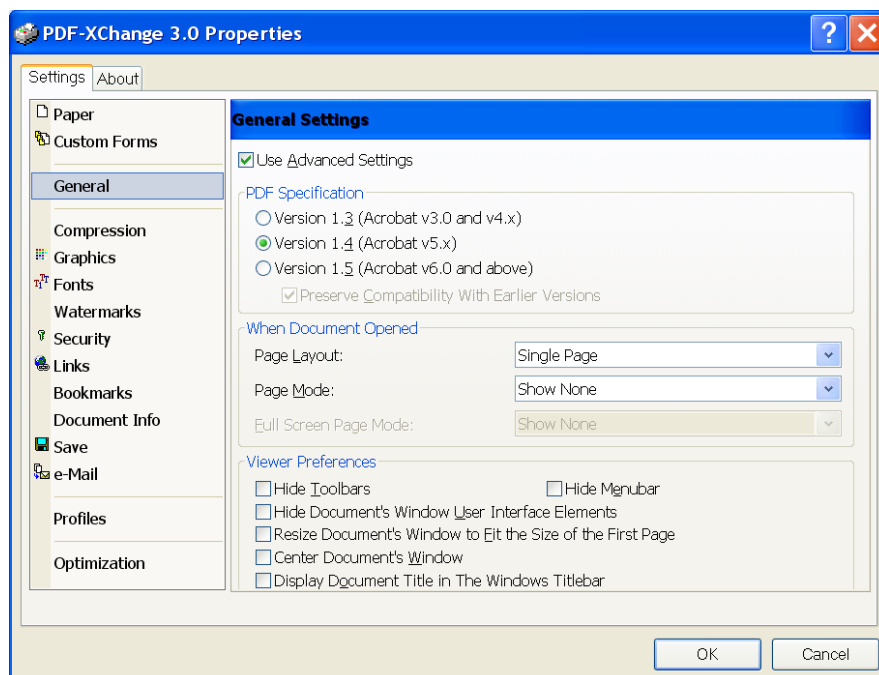 PDF-XChange 3.0 Properties
?
Settings
About
Paper
Custom Forms
General
Compression
Graphics
Fonts
Watermarks
Security
Links
Bookmarks
Document Info
Save
e-Mail
Profiles
Optimization
General Settings
Use Advanced Settings
PDF Specification
Version 1.3 (Acrobat v3.0 and v4.x)
Version 1.4 (Acrobat v5.x)
Version 1.5 (Acrobat v6.0 and above)
Preserve Compatibility With Earlier Versions
When Document Opened
Page Layout: Single Page
Page Mode: Show None
Full Screen Page Mode: Show None
Viewer Preferences
Hide Toolbars Hide Menubar
Hide Document's Window User Interface Elements
Resize Document's Window to Fit the Size of the First Page
Center Document's Window
Display Document Title in The Windows Titlebar
OK Cancel